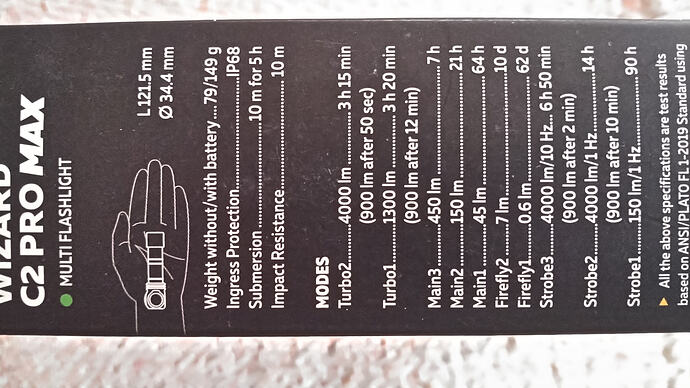 WIZARD
C2 PRO MAX
MULTI FLASHLIGHT
L 121.5 mm
Ø 34.4 mm
Weight without/with battery....79/149 g
Ingress Protection..................IP68
Submersion..................10 m for 5 h
Impact Resistance..................10 m
MODES
Turbo2..........4000 lm..........3 h 15 min
(900 lm after 50 sec)
Turbo1..........1300 lm..........3 h 20 min
(900 lm after 12 min)
Main3..........450 lm..........7 h
Main2..........150 lm..........21 h
Main1..........45 lm..........64 h
Firefly2..........7 lm..........10 d
Firefly1..........0.6 lm..........62 d
Strobe3..........4000 lm/10 Hz...6 h 50 min
(900 lm after 2 min)
Strobe2..........4000 lm/1 Hz..........14 h
(900 lm after 10 min)
Strobe1..........150 lm/1 Hz..........90 h
▶ All the above specifications are test results
based on ANSI/PLATO FL 1-2019 Standard using